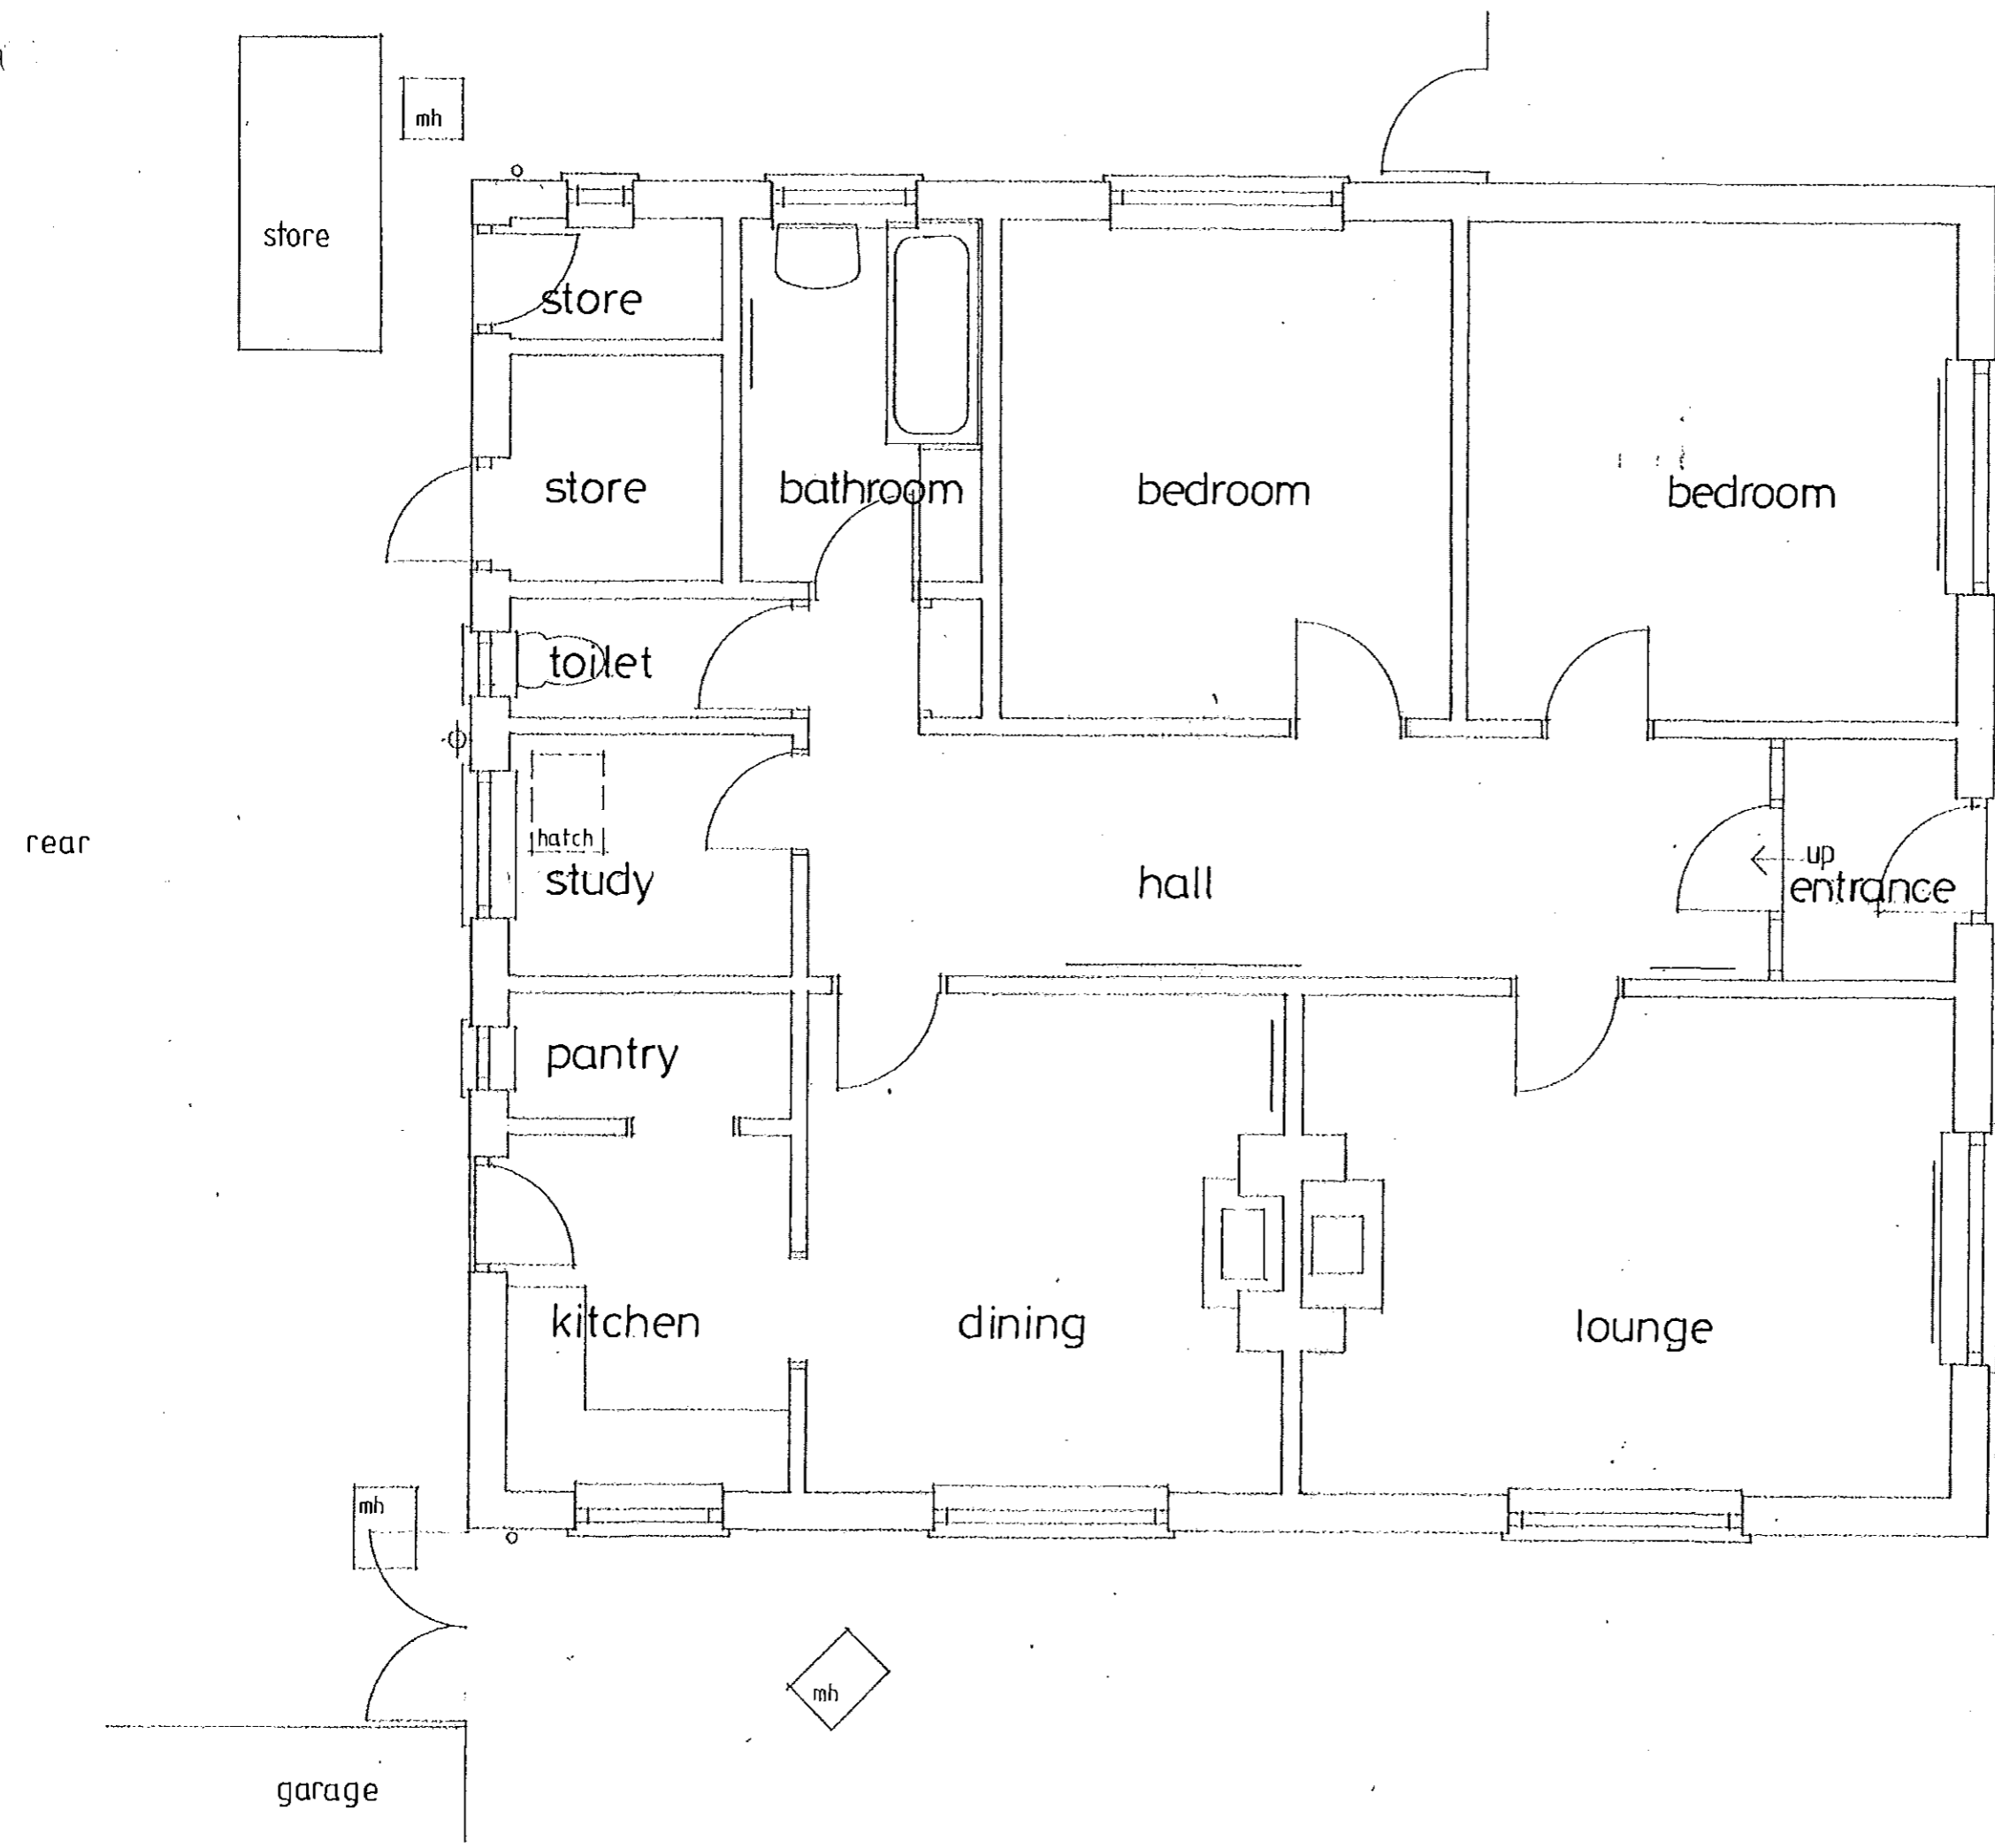 mh
store
store
store
bathroom
bedroom
bedroom
toilet
hatch
study
rear
hall
up
entrance
pantry
kitchen
dining
lounge
mh
mh
garage